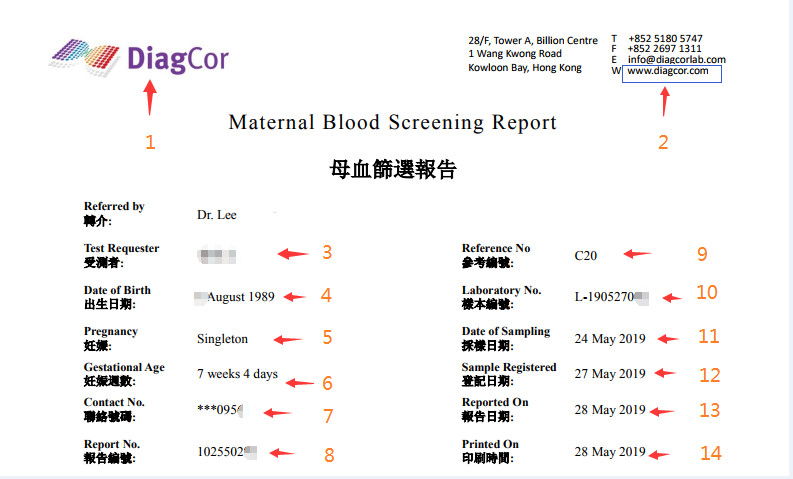 DiagCor
28/F, Tower A, Billion Centre
1 Wang Kwong Road
Kowloon Bay, Hong Kong
T +852 5180 5747
F +852 2697 1311
E info@diagcorlab.com
W www.diagcor.com
1
2
Maternal Blood Screening Report
母血篩選報告
Referred by
轉介:
Dr. Lee
Test Requester
受測者:
3
Reference No
參考編號:
C20
9
Date of Birth
出生日期:
August 1989
4
Laboratory No.
樣本編號:
L-1905270
10
Pregnancy
妊娠:
Singleton
5
Date of Sampling
採樣日期:
24 May 2019
11
Gestational Age
妊娠週數:
7 weeks 4 days
6
Sample Registered
登記日期:
27 May 2019
12
Contact No.
聯絡號碼:
***095
7
Reported On
報告日期:
28 May 2019
13
Report No.
報告編號:
1025502
8
Printed On
印刷時間:
28 May 2019
14